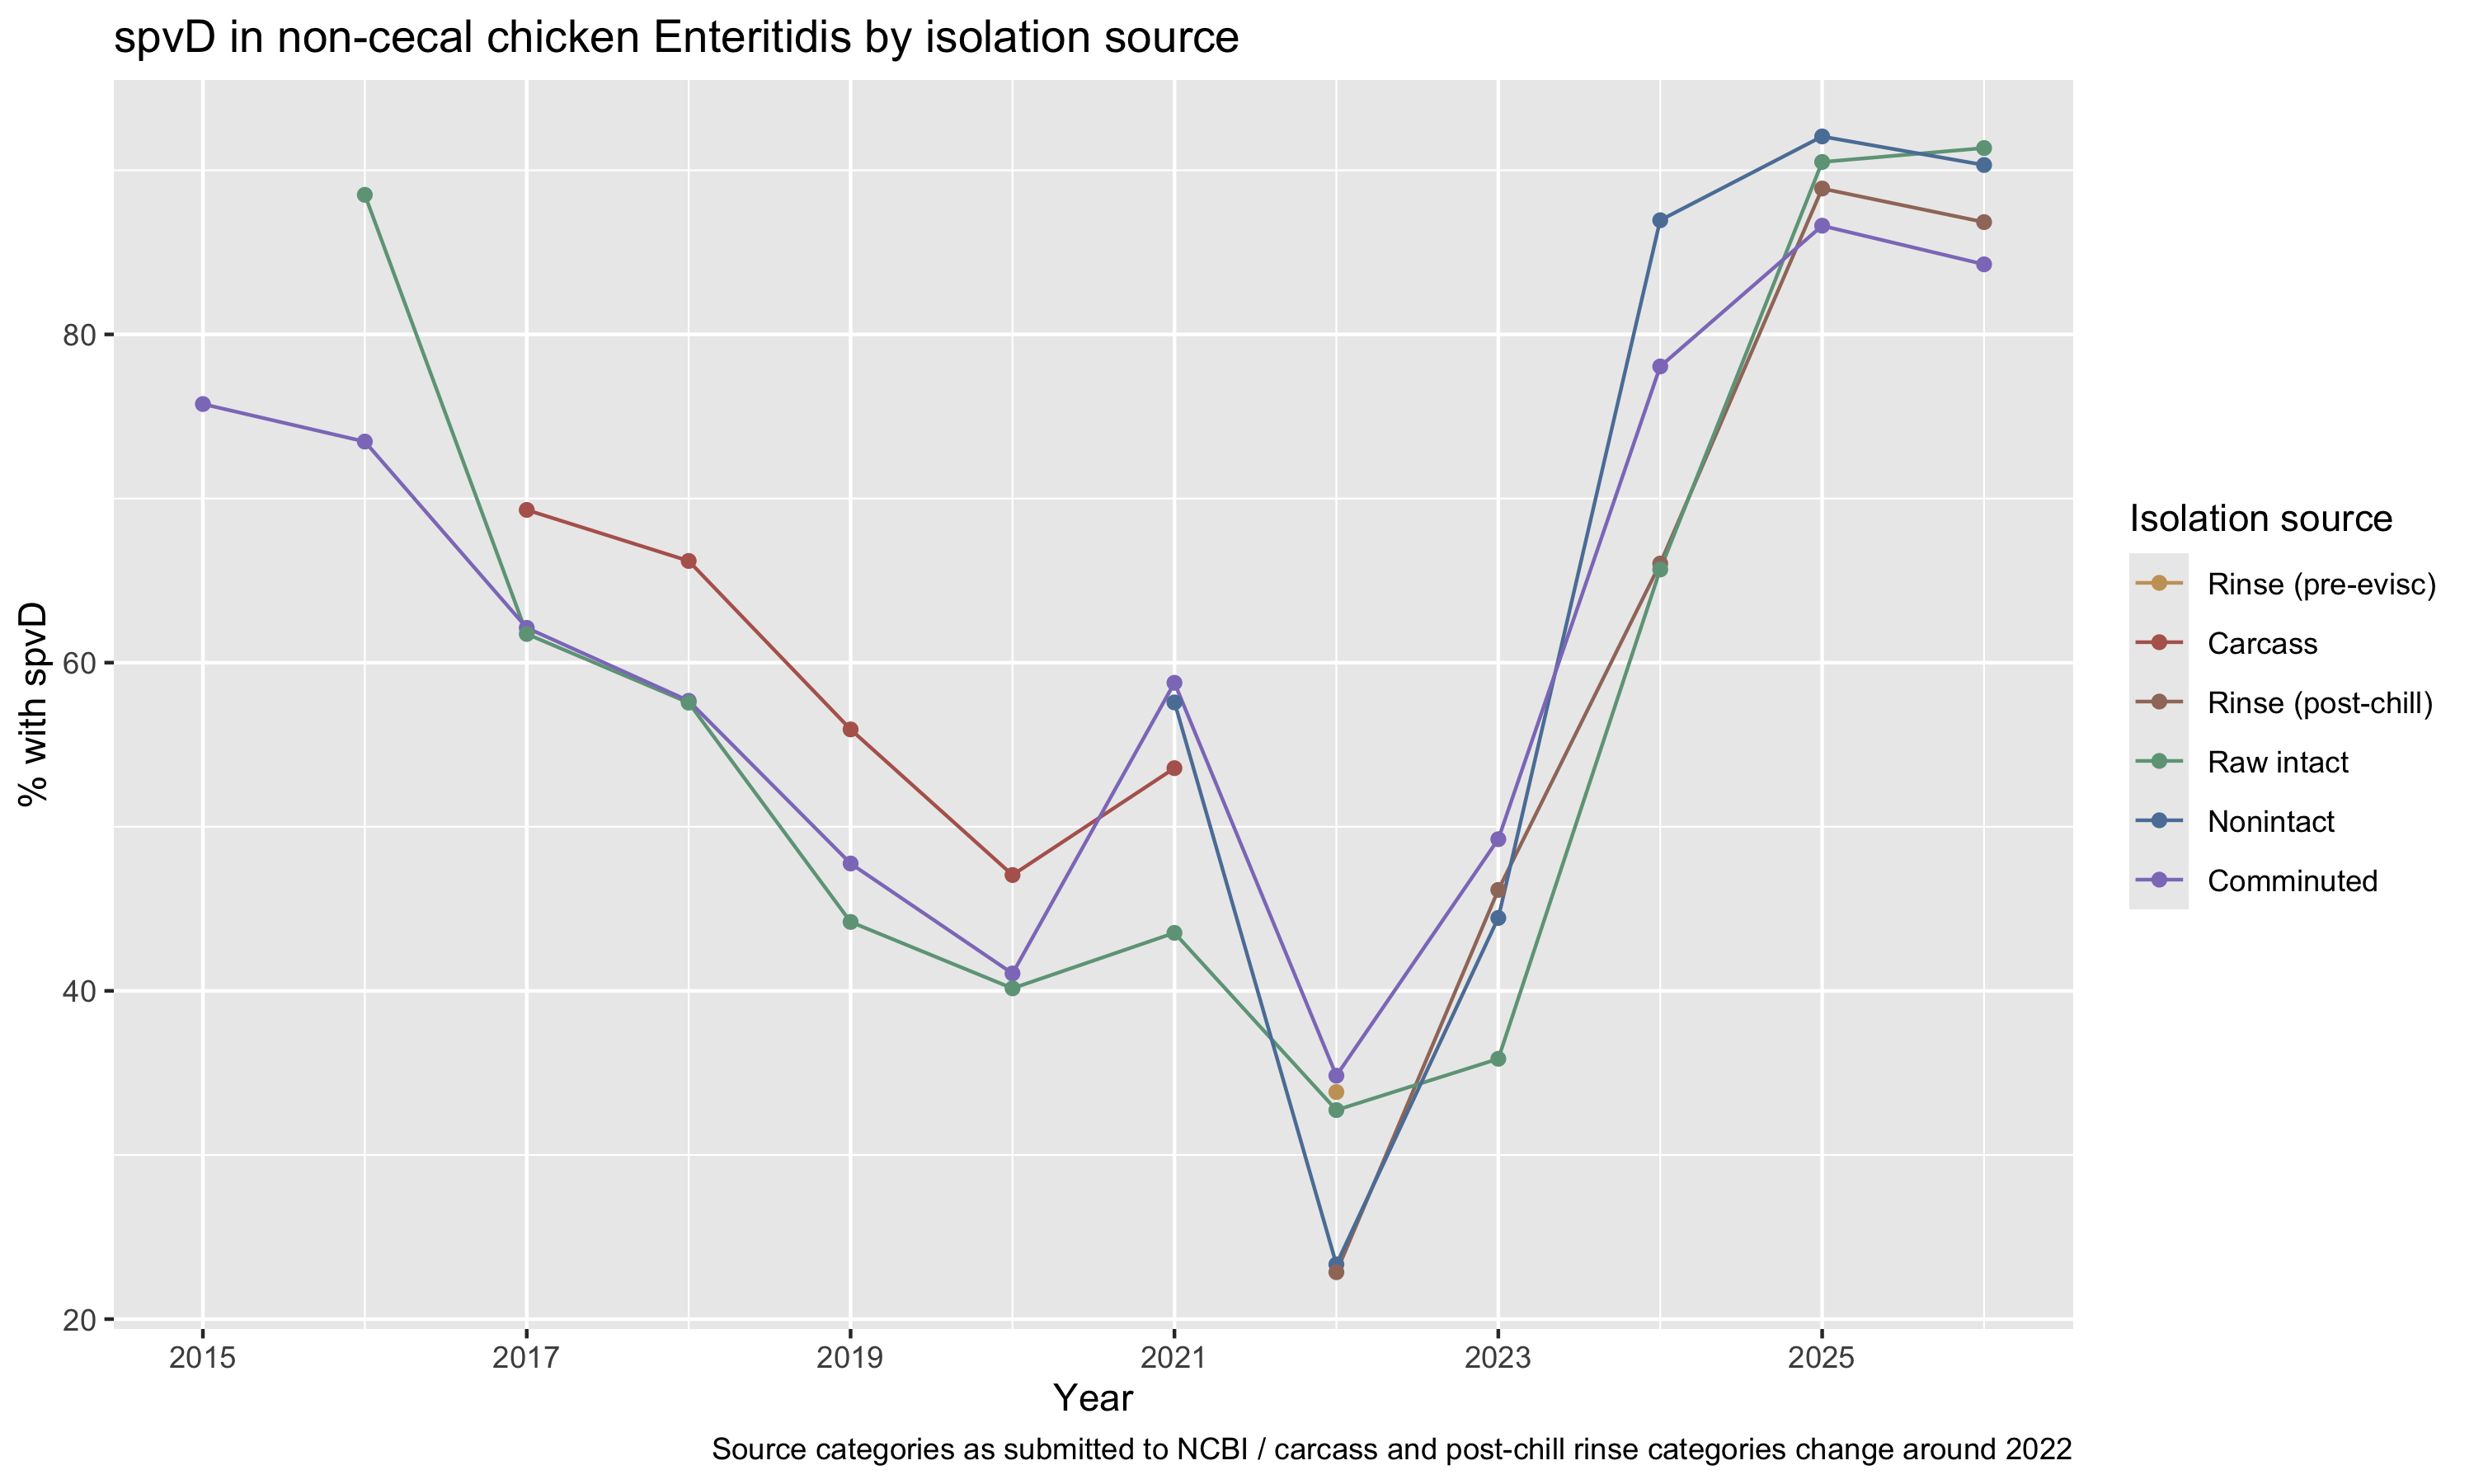 spvD in non-cecal chicken Enteritidis by isolation source
% with spvD
80
60
40
20
2015 2017 2019 2021 2023 2025
Year
Isolation source
Rinse (pre-evisc)
Carcass
Rinse (post-chill)
Raw intact
Nonintact
Comminuted
Source categories as submitted to NCBI / carcass and post-chill rinse categories change around 2022